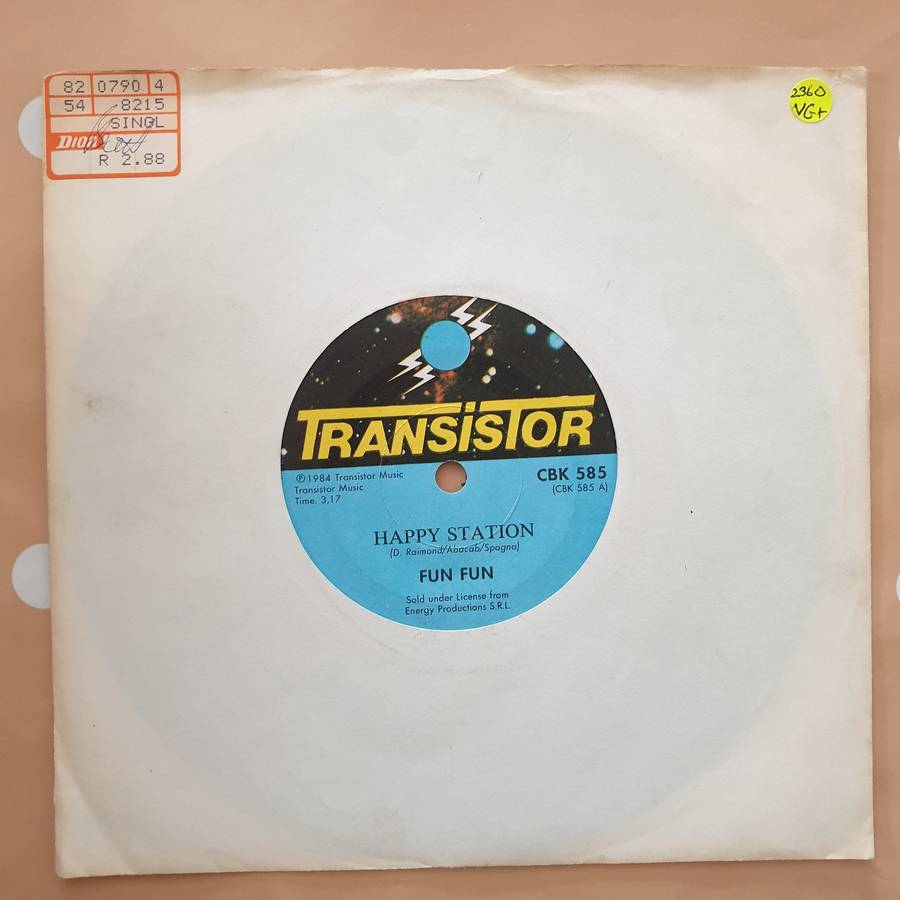 82 0790 4
54 8215
SINGL
Dion
R 2.88
2360
VG+
TRANSISTOR
℗ 1984 Transistor Music
Transistor Music
Time. 3,17
CBK 585
(CBK 585 A)
HAPPY STATION
(D. Raimond/Abacab/Spagna)
FUN FUN
Sold under License from
Energy Productions S.R.L.